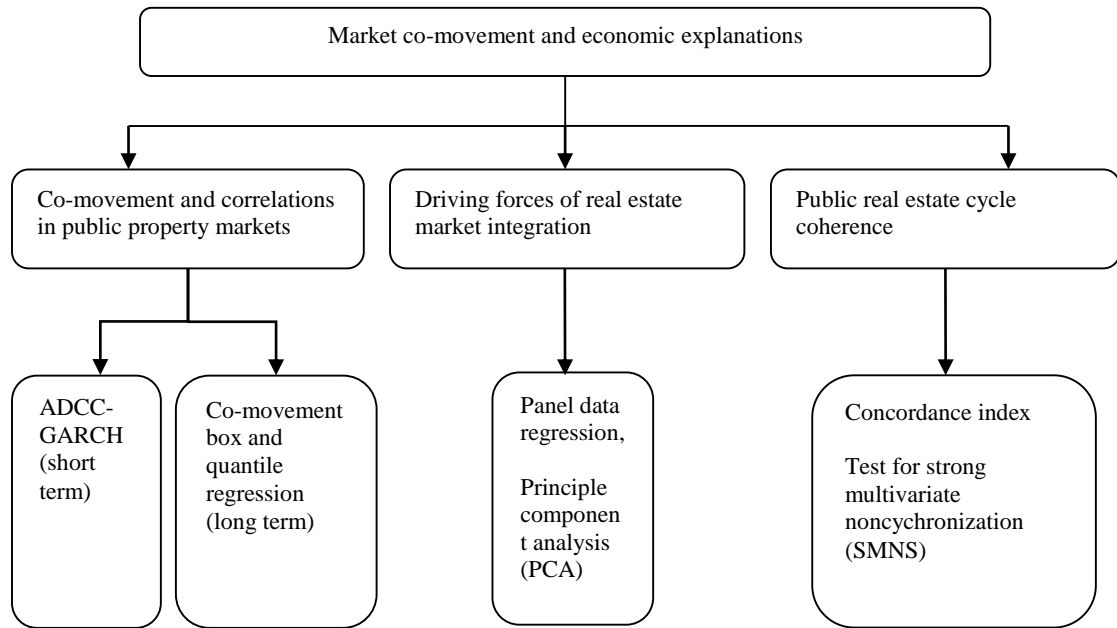 Market co-movement and economic explanations
Co-movement and correlations
in public property markets
Driving forces of real estate
market integration
Public real estate cycle
coherence
ADCC-
GARCH
(short
term)
Co-movement
box and
quantile
regression
(long term)
Panel data
regression,
Principle
componen
t analysis
(PCA)
Concordance index
Test for strong
multivariate
noncychronization
(SMNS)